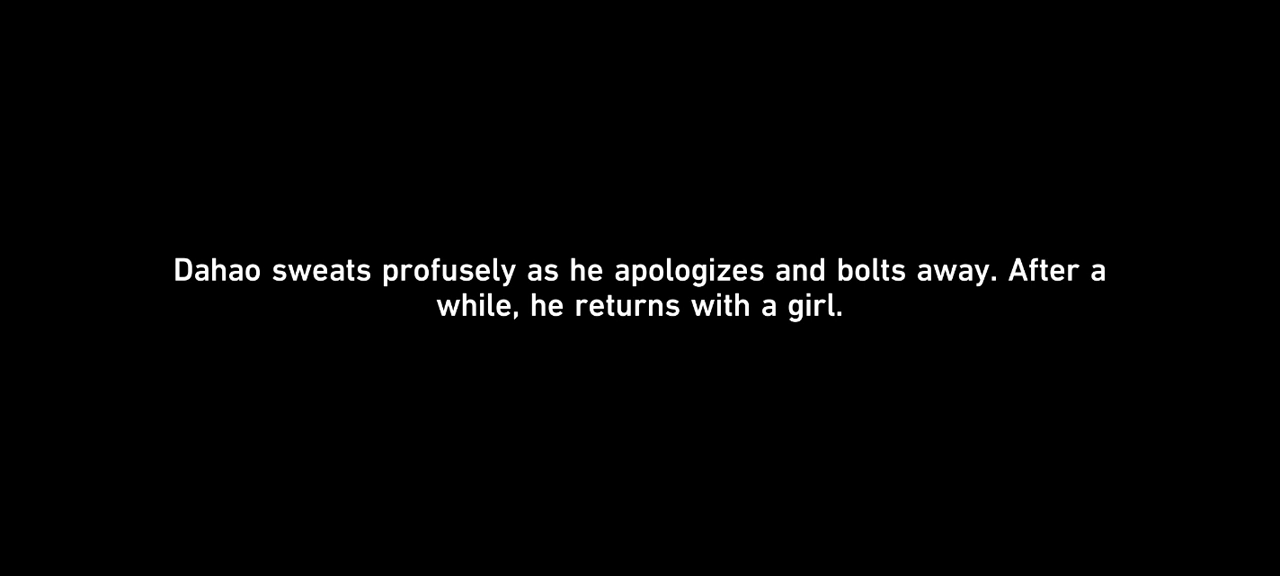 Dahao sweats profusely as he apologizes and bolts away. After a
while, he returns with a girl.